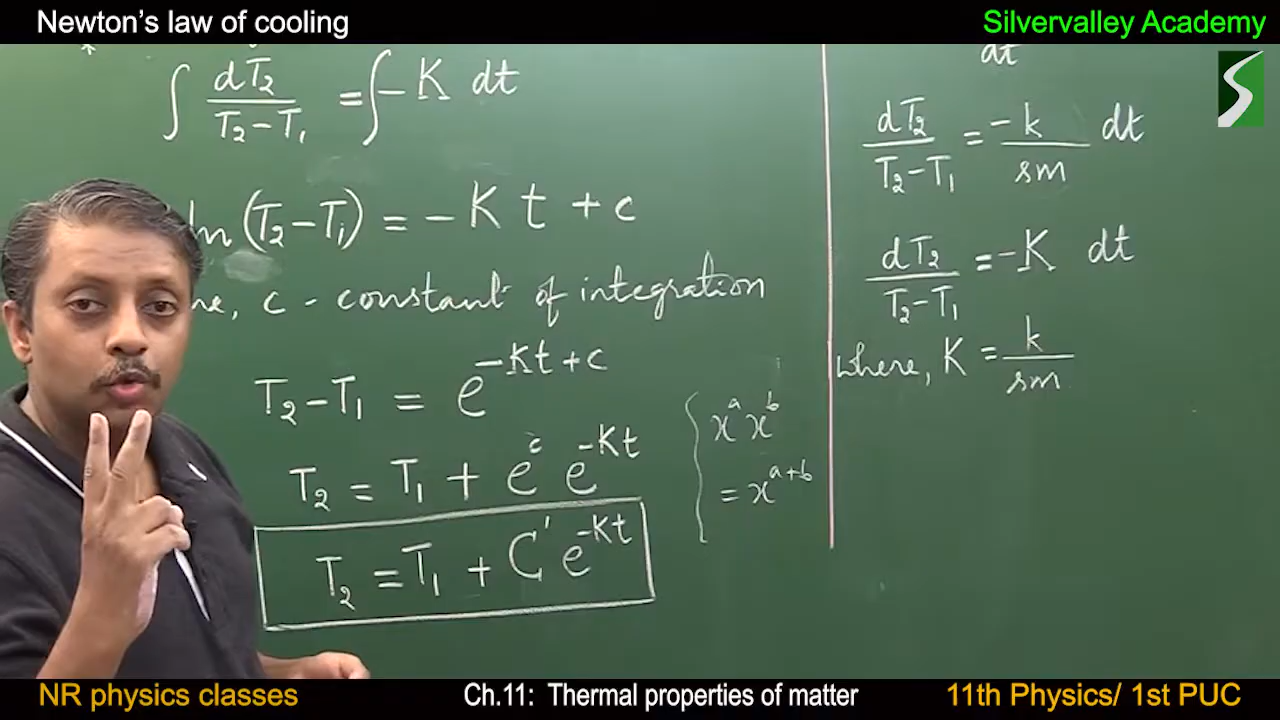 Newton's law of cooling
Silvervalley Academy
∫ dT₂/(T₂-T₁) = ∫-K dt
(T₂-T₁) = -K t + c
c - constant of integration
T₂-T₁ = e^(-Kt+c)
T₂ = T₁ + e^c e^(-Kt)
T₂ = T₁ + C' e^(-Kt)
{ x^a x^b
= x^(a+b)
dt
dT₂/(T₂-T₁) = -k/sm dt
dT₂/(T₂-T₁) = -K dt
where, K = k/sm
NR physics classes
Ch.11: Thermal properties of matter
11th Physics/ 1st PUC